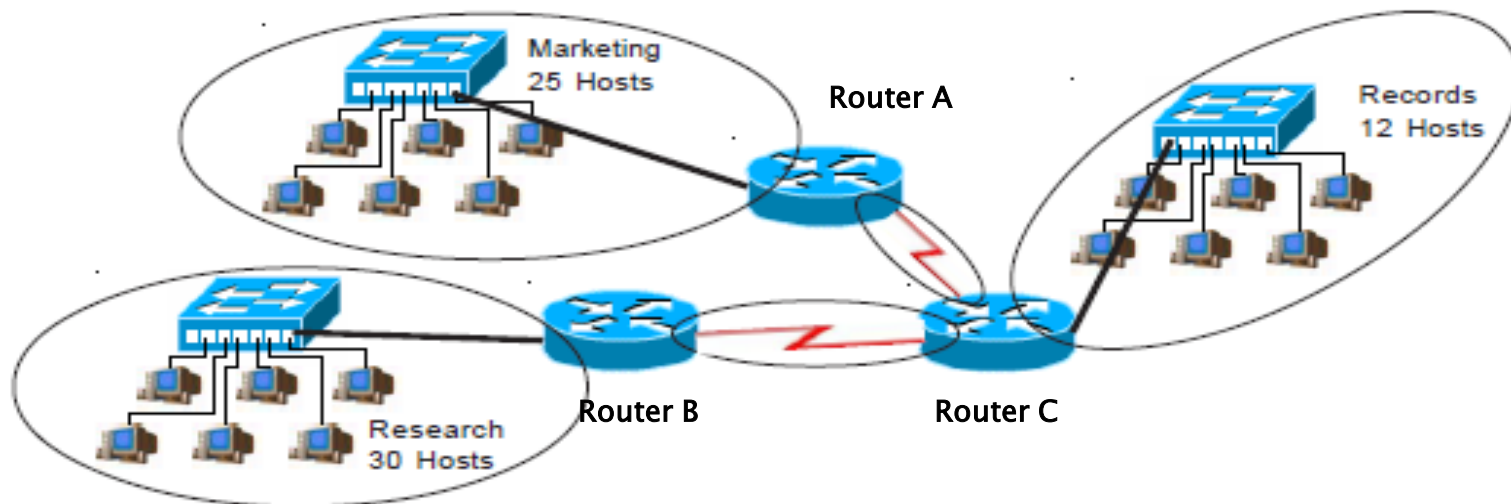 Marketing
25 Hosts
Router A
Records
12 Hosts
Router B
Router C
Research
30 Hosts